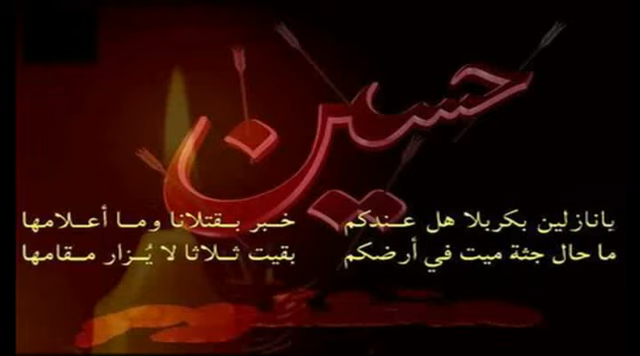 حسين
يانازلين بكربلا هل عندكم خبر بقتلانا وما أعلامها
ما حال جثة ميت في أرضكم بقيت ثلاثا لا يُزار مقامها